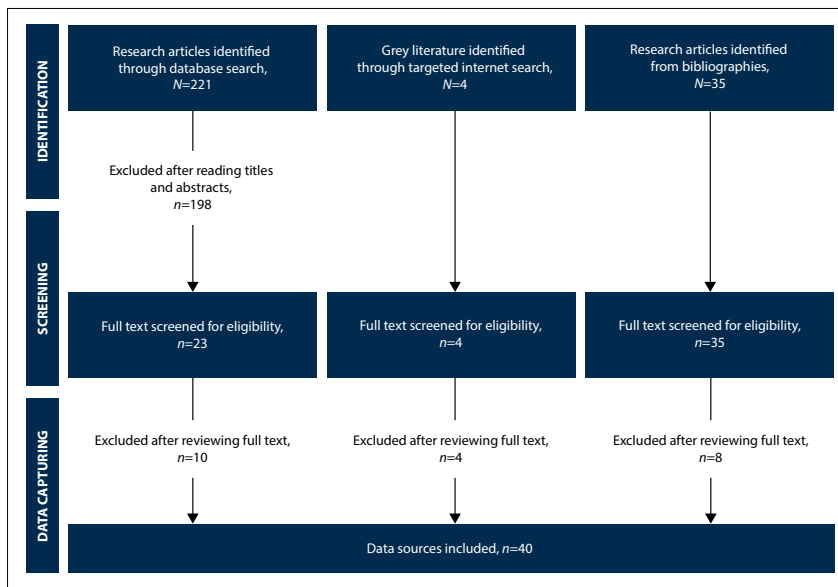 IDENTIFICATION
Research articles identified
through database search,
N=221
Grey literature identified
through targeted internet search,
N=4
Research articles identified
from bibliographies,
N=35
Excluded after reading titles
and abstracts,
n=198
SCREENING
Full text screened for eligibility,
n=23
Full text screened for eligibility,
n=4
Full text screened for eligibility,
n=35
DATA CAPTURING
Excluded after reviewing full text,
n=10
Excluded after reviewing full text,
n=4
Excluded after reviewing full text,
n=8
Data sources included, n=40